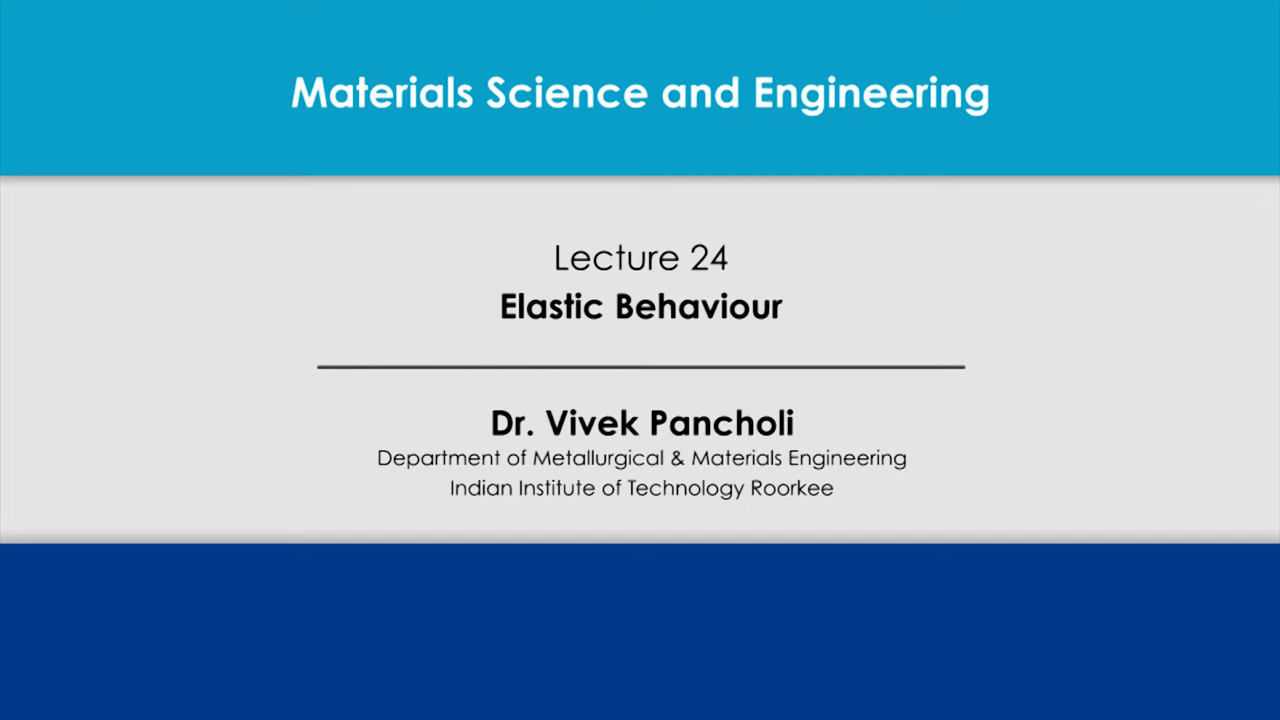 Materials Science and Engineering
Lecture 24
Elastic Behaviour
Dr. Vivek Pancholi
Department of Metallurgical & Materials Engineering
Indian Institute of Technology Roorkee